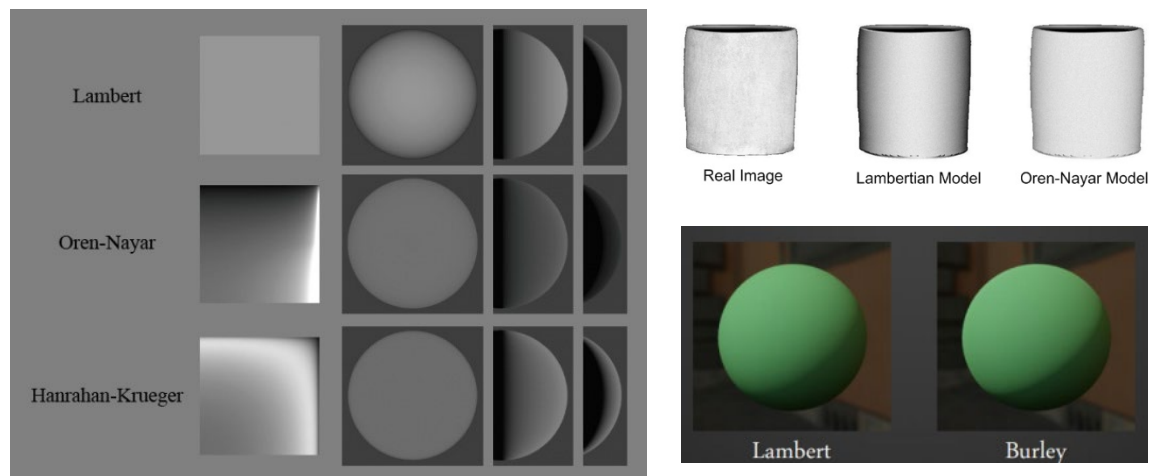 Lambert
Oren-Nayar
Hanrahan-Krueger
Real Image
Lambertian Model
Oren-Nayar Model
Lambert
Burley